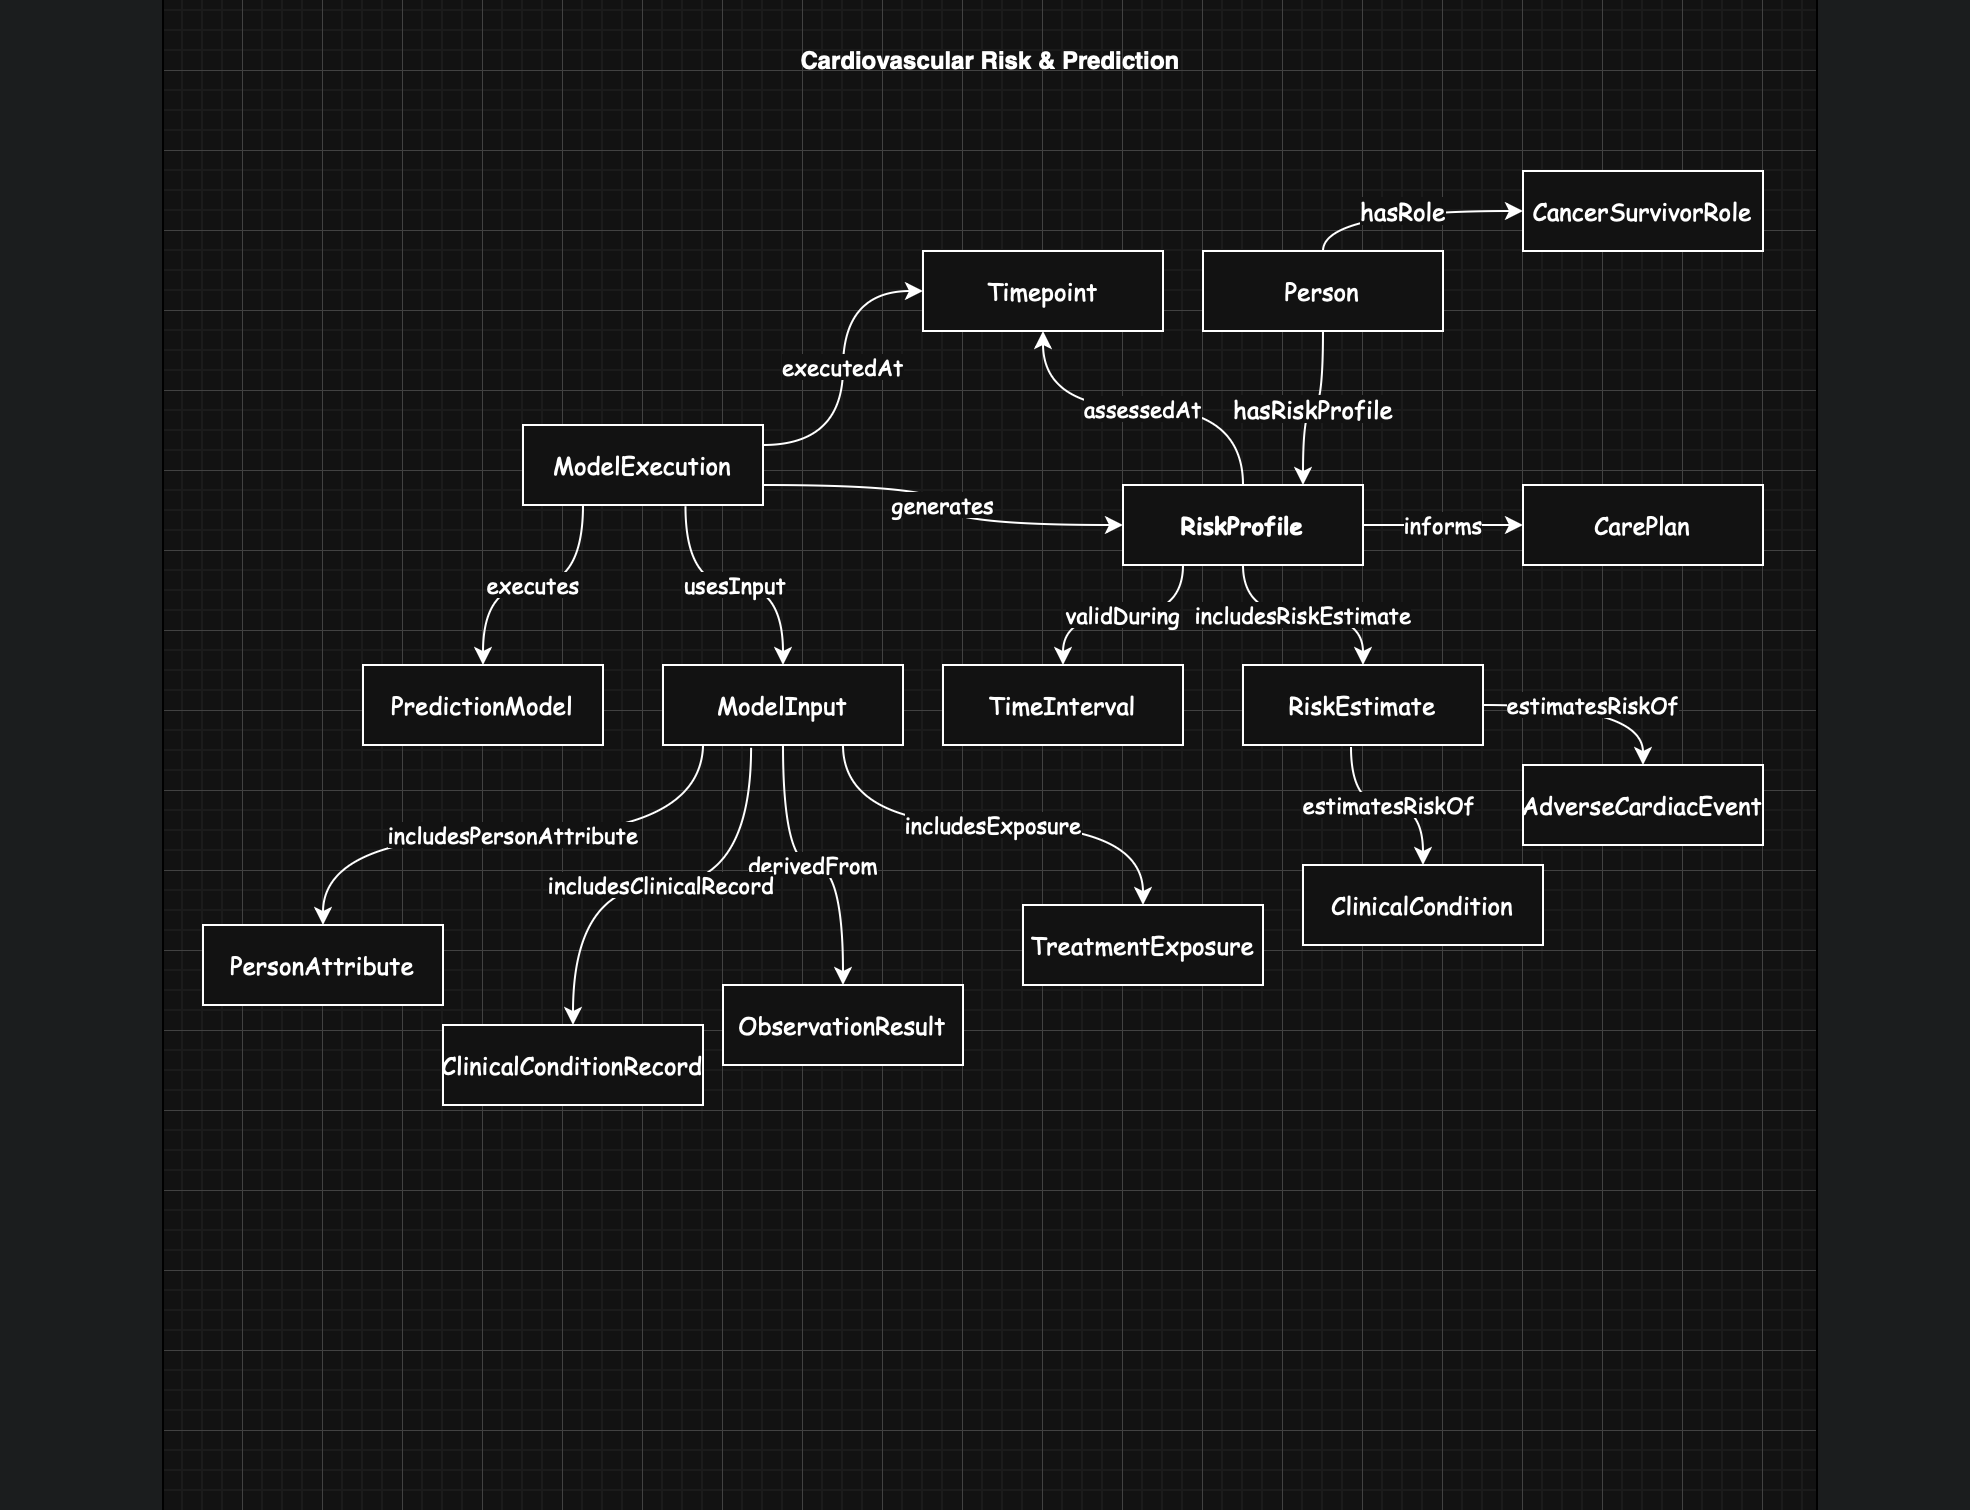 Cardiovascular Risk & Prediction
hasRole
CancerSurvivorRole
Timepoint
Person
executedAt
assessedAt
hasRiskProfile
ModelExecution
generates
RiskProfile
informs
CarePlan
executes
usesInput
validDuring
includesRiskEstimate
PredictionModel
ModelInput
TimeInterval
RiskEstimate
estimatesRiskOf
estimatesRiskOf
AdverseCardiacEvent
includesPersonAttribute
includesExposure
derivedFrom
includesClinicalRecord
ClinicalCondition
PersonAttribute
TreatmentExposure
ObservationResult
ClinicalConditionRecord